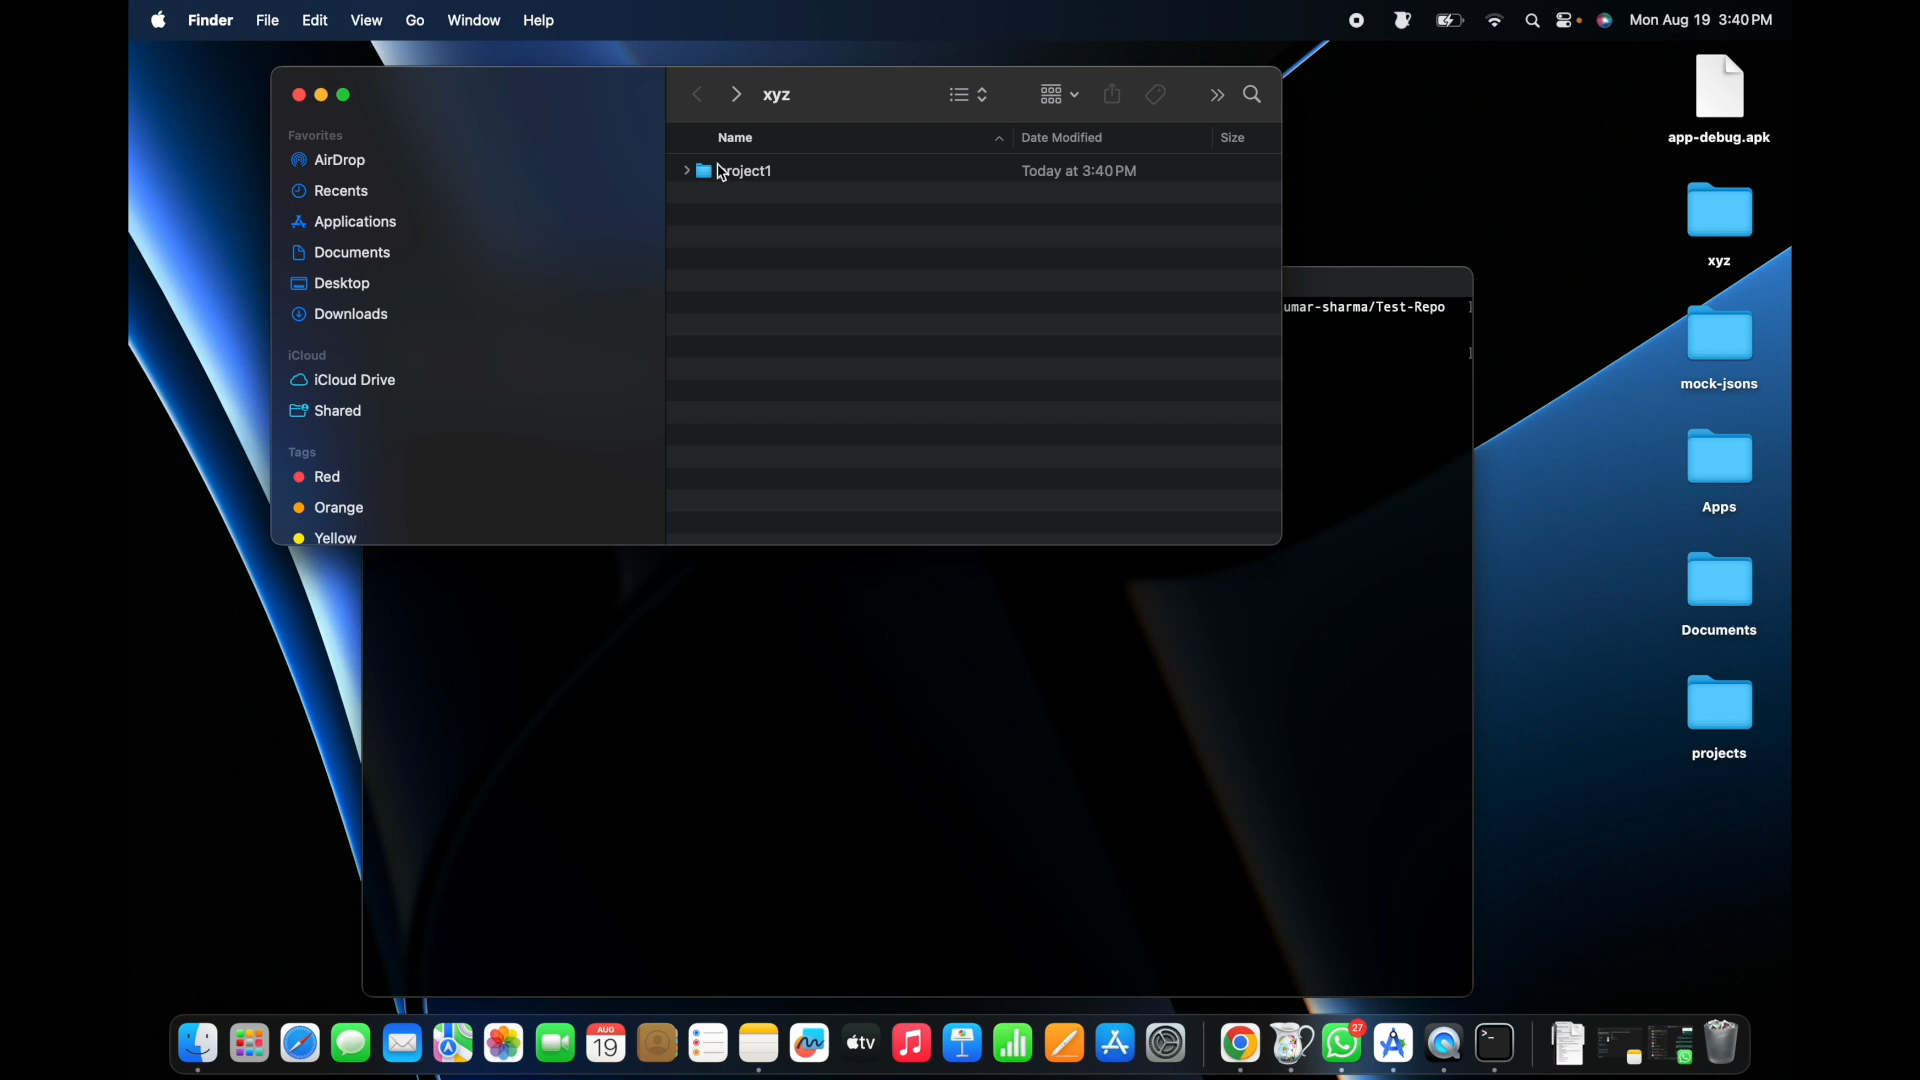 Finder File Edit View Go Window Help Mon Aug 19 3:40 PM
xyz
Favorites
AirDrop
Recents
Applications
Documents
Desktop
Downloads
iCloud
iCloud Drive
Shared
Tags
Red
Orange
Yellow
Name Date Modified Size
roject1 Today at 3:40 PM
umar-sharma/Test-Repo ]
]
app-debug.apk
xyz
mock-jsons
Apps
Documents
projects
AUG
19
tv
27